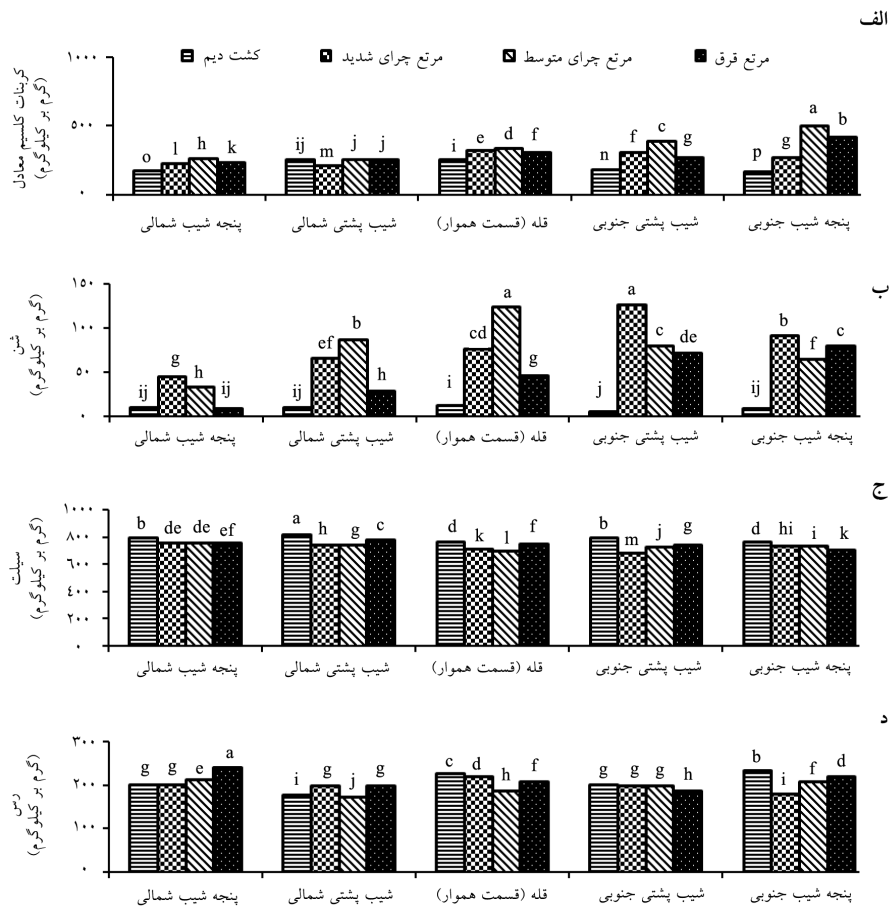 الف
کشت دیم مرتع چرای شدید مرتع چرای متوسط مرتع قرق
کربنات کلسیم معادل
(گرم بر کیلوگرم)
۱۰۰۰
۵۰۰
۰
o l h k ij m j j i e d f n f c g p g a b
پنجه شیب شمالی شیب پشتی شمالی قله (قسمت هموار) شیب پشتی جنوبی پنجه شیب جنوبی
ب
شن
(گرم بر کیلوگرم)
۱۵۰
۱۰۰
۵۰
۰
ij g h ij ij ef b h i cd a g j a c de ij b f c
پنجه شیب شمالی شیب پشتی شمالی قله (قسمت هموار) شیب پشتی جنوبی پنجه شیب جنوبی
ج
سیلت
(گرم بر کیلوگرم)
۱۰۰۰
۸۰۰
۶۰۰
۴۰۰
۲۰۰
۰
b de de ef a h g c d k l f b m j g d hi i k
پنجه شیب شمالی شیب پشتی شمالی قله (قسمت هموار) شیب پشتی جنوبی پنجه شیب جنوبی
د
رس
(گرم بر کیلوگرم)
۳۰۰
۲۰۰
۱۰۰
۰
g g e a i g j g c d h f g g g h b i f d
پنجه شیب شمالی شیب پشتی شمالی قله (قسمت هموار) شیب پشتی جنوبی پنجه شیب جنوبی